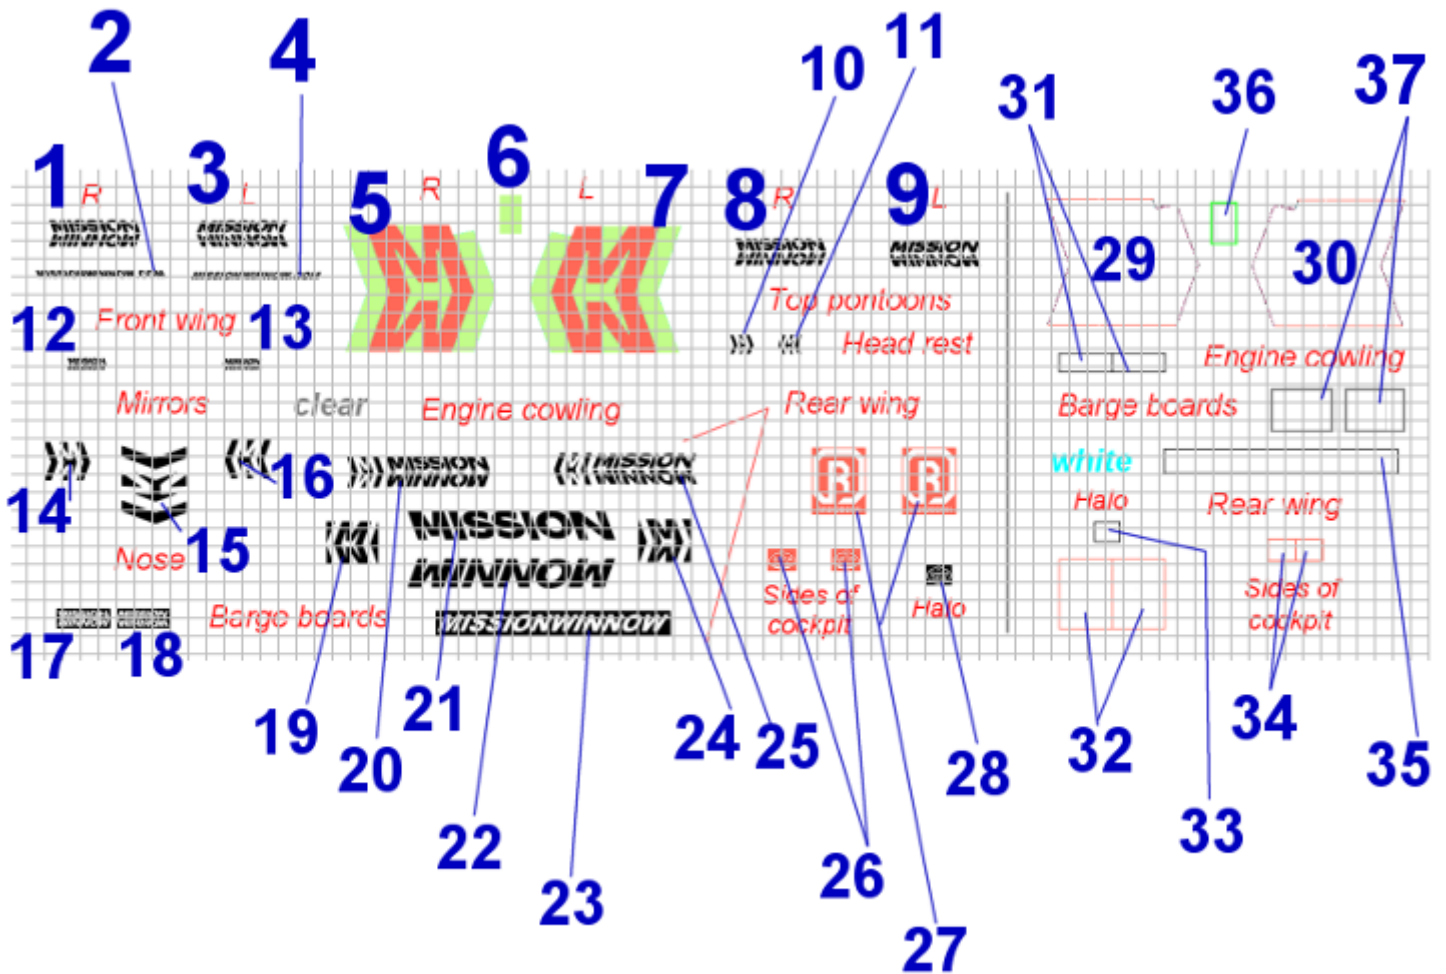 2
4
10
11
31
36
37
1
R
3
L
5
R
6
L
7
8
R
9
L
MISSION
WINNOW
MISSION
WINNOW
MISSION
WINNOW
MISSION
WINNOW
29
30
Top pontoons
12
Front wing
13
Head rest
Engine cowling
Mirrors
clear
Engine cowling
Rear wing
Barge boards
14
15
16
MISSION
WINNOW
MISSION
WINNOW
R
R
white
Halo
Rear wing
Nose
MISSION
WINNOW
Sides of
cockpit
Halo
Sides of
cockpit
17
18
Barge boards
MISSIONWINNOW
19
20
21
22
23
24
25
26
27
28
32
33
34
35